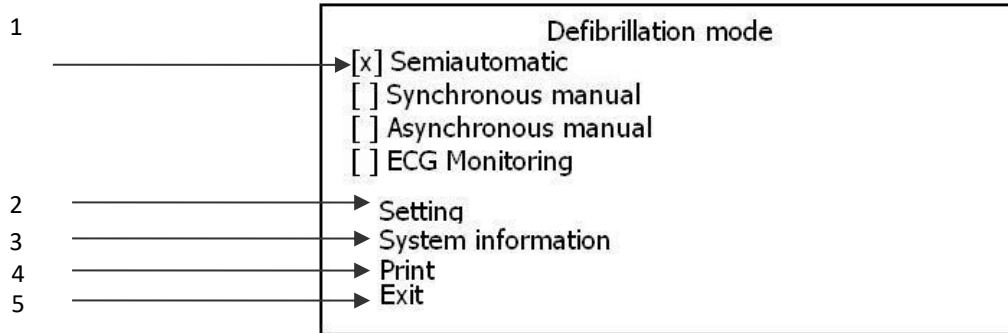 1
Defibrillation mode
[x] Semiautomatic
[ ] Synchronous manual
[ ] Asynchronous manual
[ ] ECG Monitoring
2 Setting
3 System information
4 Print
5 Exit